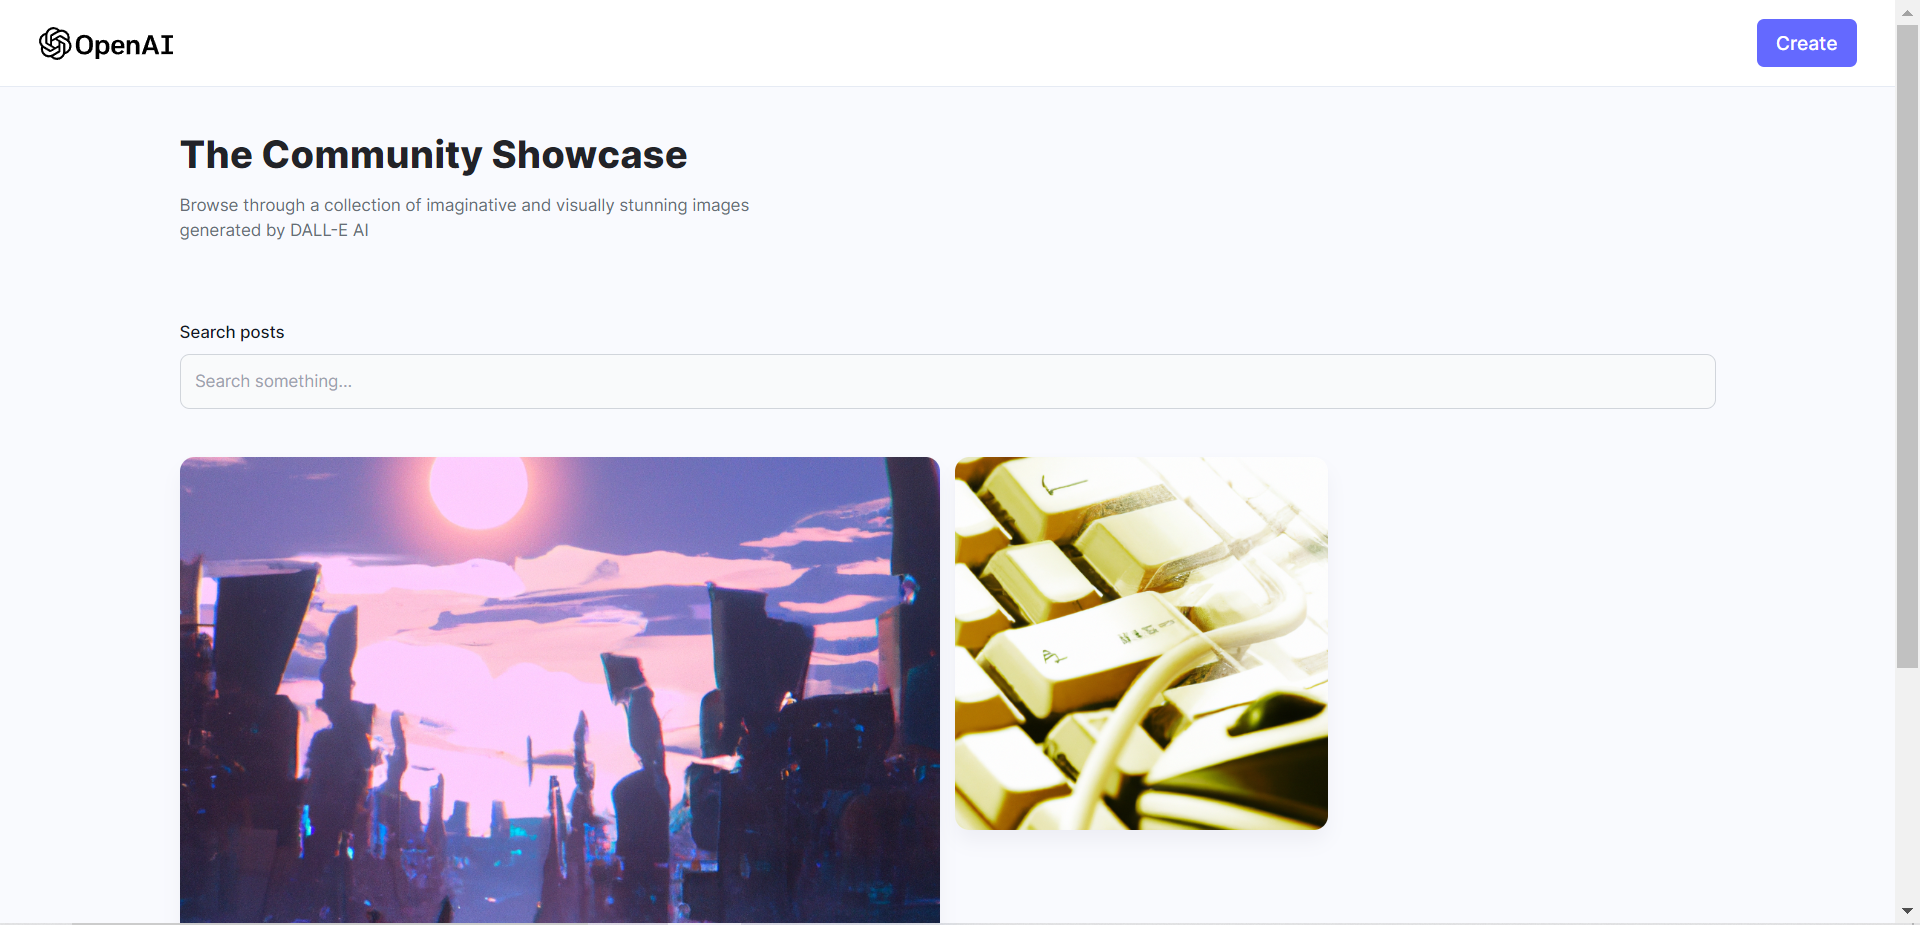 OpenAI
Create
The Community Showcase
Browse through a collection of imaginative and visually stunning images
generated by DALL-E AI
Search posts
Search something...